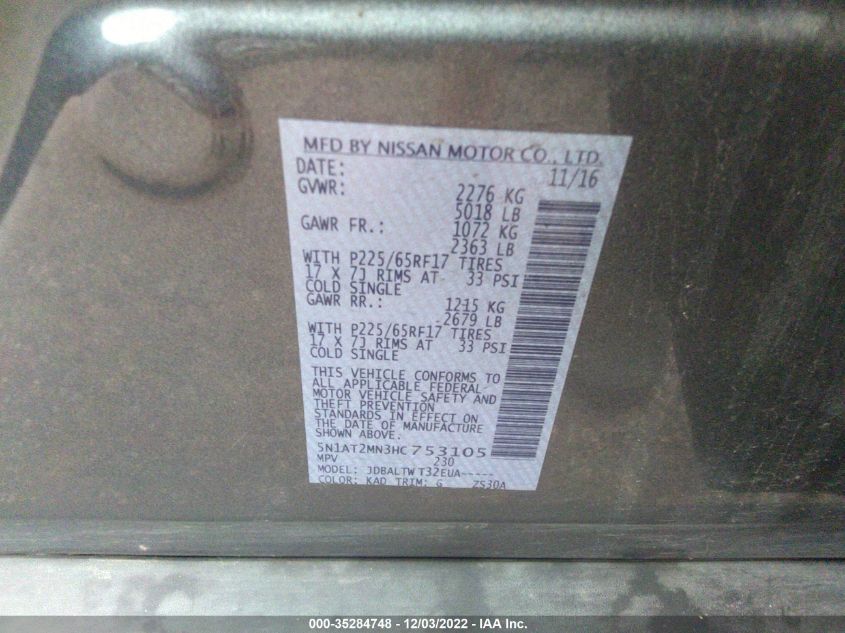 MFD BY NISSAN MOTOR CO., LTD.
DATE: 11/16
GVWR: 2276 KG
5018 LB
GAWR FR.: 1072 KG
2363 LB
WITH P225/65RF17 TIRES
17 X 7J RIMS AT 33 PSI
COLD SINGLE
GAWR RR.: 1215 KG
2679 LB
WITH P225/65RF17 TIRES
17 X 7J RIMS AT 33 PSI
COLD SINGLE
THIS VEHICLE CONFORMS TO
ALL APPLICABLE FEDERAL
MOTOR VEHICLE SAFETY AND
THEFT PREVENTION
STANDARDS IN EFFECT ON
THE DATE OF MANUFACTURE
SHOWN ABOVE.
5N1AT2MN3HC753105
MPV 230
MODEL: JDBALTW T32EUA-----
COLOR: KAD TRIM: G ZS30A
000-35284748 - 12/03/2022 - IAA Inc.